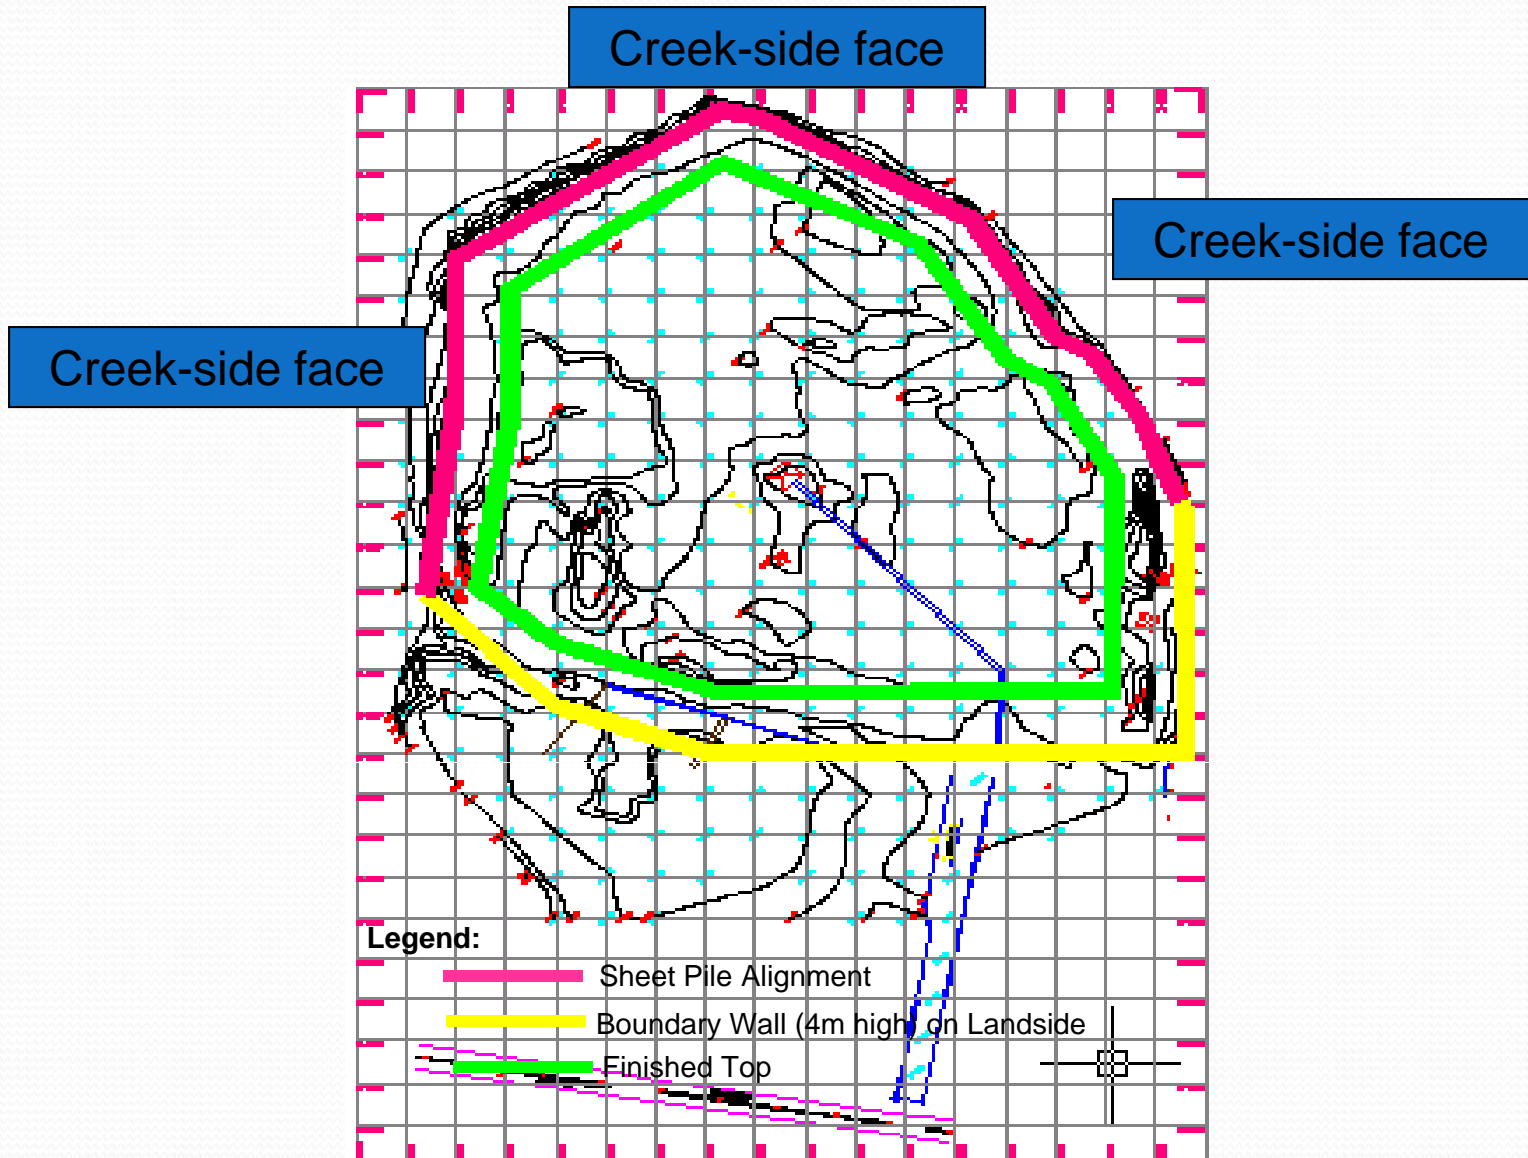 Creek-side face
Creek-side face
Creek-side face
Legend:
Sheet Pile Alignment
Boundary Wall (4m high) on Landside
Finished Top